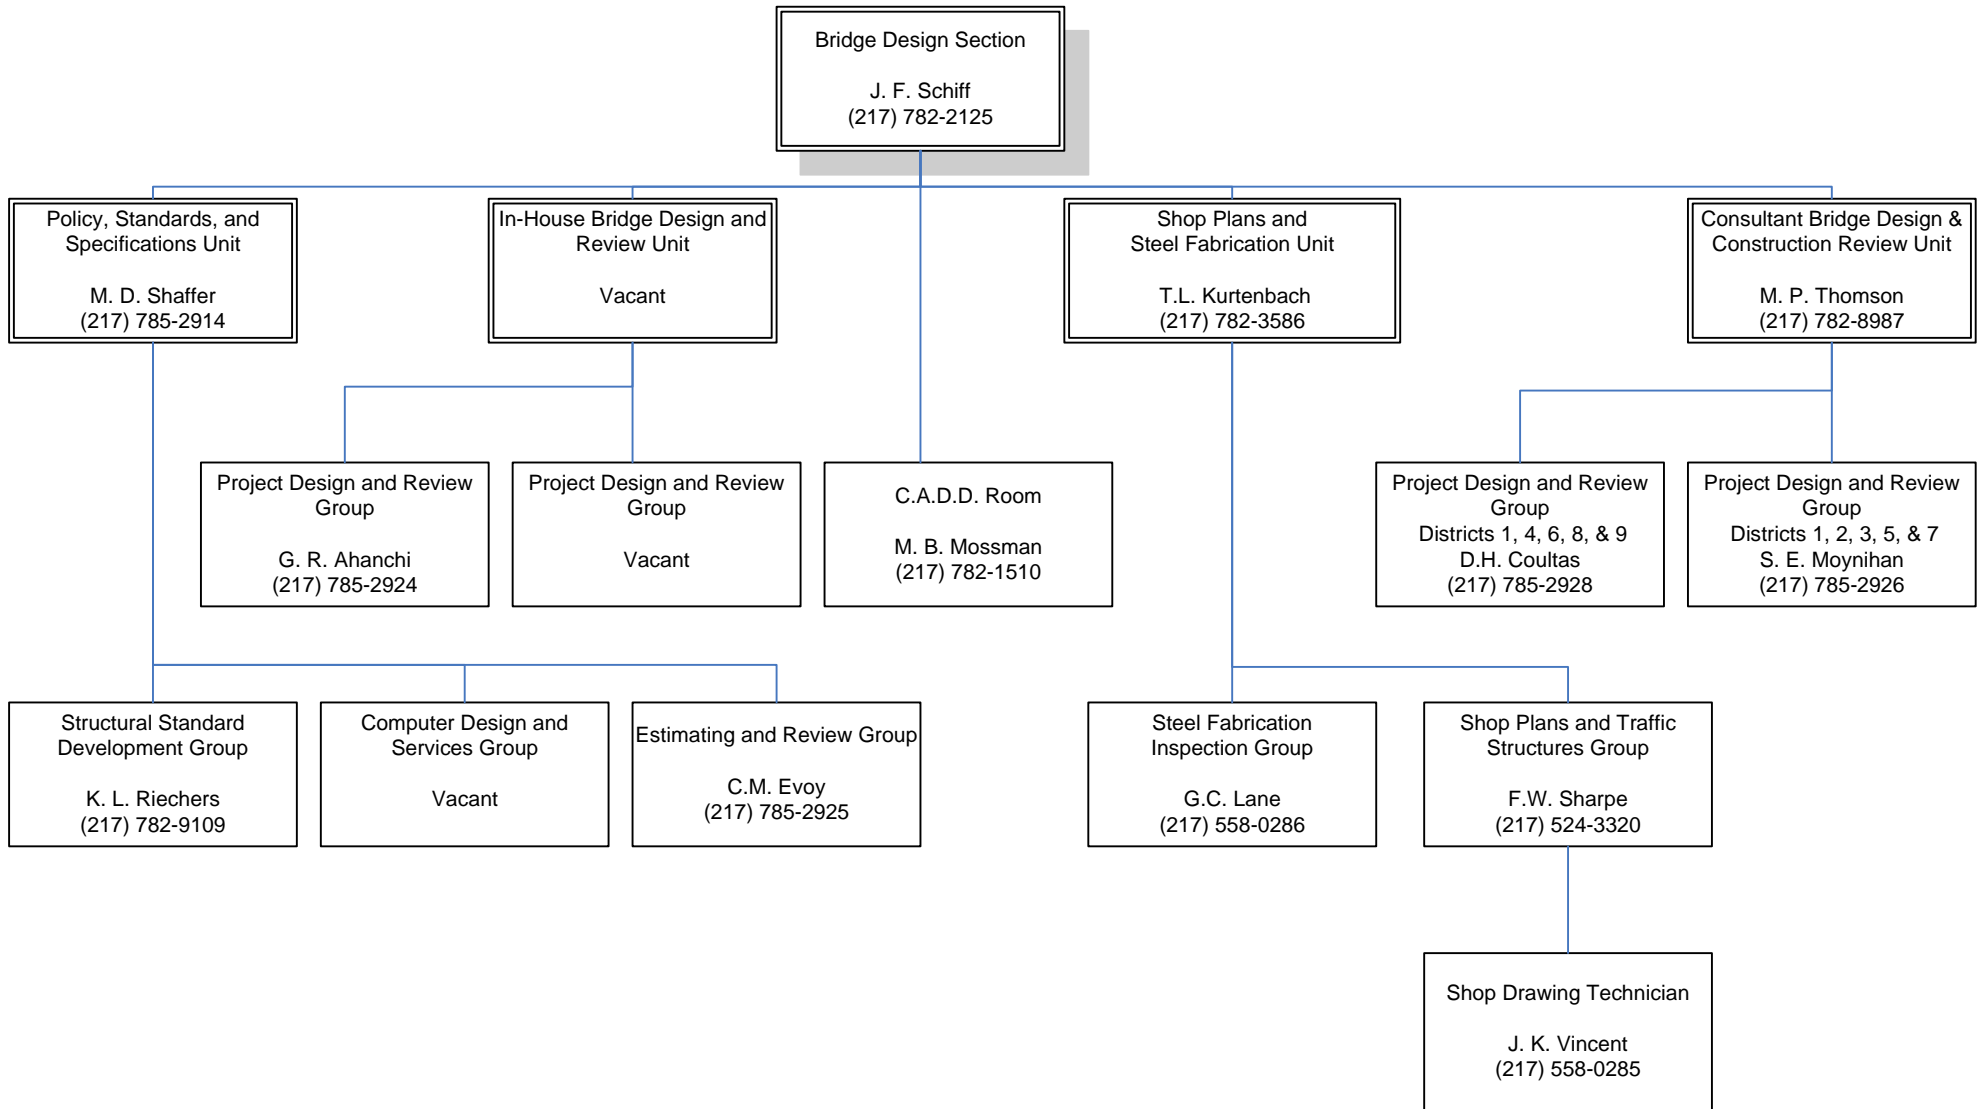 Bridge Design Section
J. F. Schiff
(217) 782-2125
Policy, Standards, and
Specifications Unit
M. D. Shaffer
(217) 785-2914
In-House Bridge Design and
Review Unit
Vacant
Shop Plans and
Steel Fabrication Unit
T.L. Kurtenbach
(217) 782-3586
Consultant Bridge Design &
Construction Review Unit
M. P. Thomson
(217) 782-8987
Project Design and Review
Group
G. R. Ahanchi
(217) 785-2924
Project Design and Review
Group
Vacant
C.A.D.D. Room
M. B. Mossman
(217) 782-1510
Project Design and Review
Group
Districts 1, 4, 6, 8, & 9
D.H. Coultas
(217) 785-2928
Project Design and Review
Group
Districts 1, 2, 3, 5, & 7
S. E. Moynihan
(217) 785-2926
Structural Standard
Development Group
K. L. Riechers
(217) 782-9109
Computer Design and
Services Group
Vacant
Estimating and Review Group
C.M. Evoy
(217) 785-2925
Steel Fabrication
Inspection Group
G.C. Lane
(217) 558-0286
Shop Plans and Traffic
Structures Group
F.W. Sharpe
(217) 524-3320
Shop Drawing Technician
J. K. Vincent
(217) 558-0285